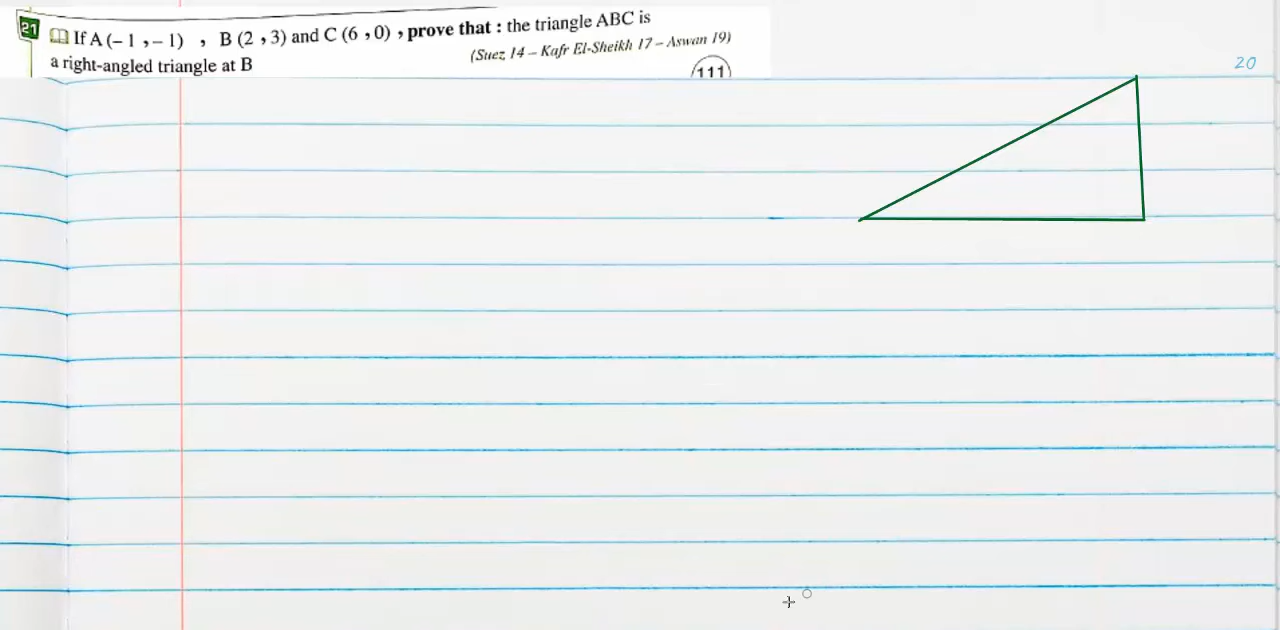 21 If A (– 1 , – 1) , B (2 , 3) and C (6 , 0) , prove that : the triangle ABC is
a right-angled triangle at B
(Suez 14 – Kafr El-Sheikh 17 – Aswan 19)
111
20